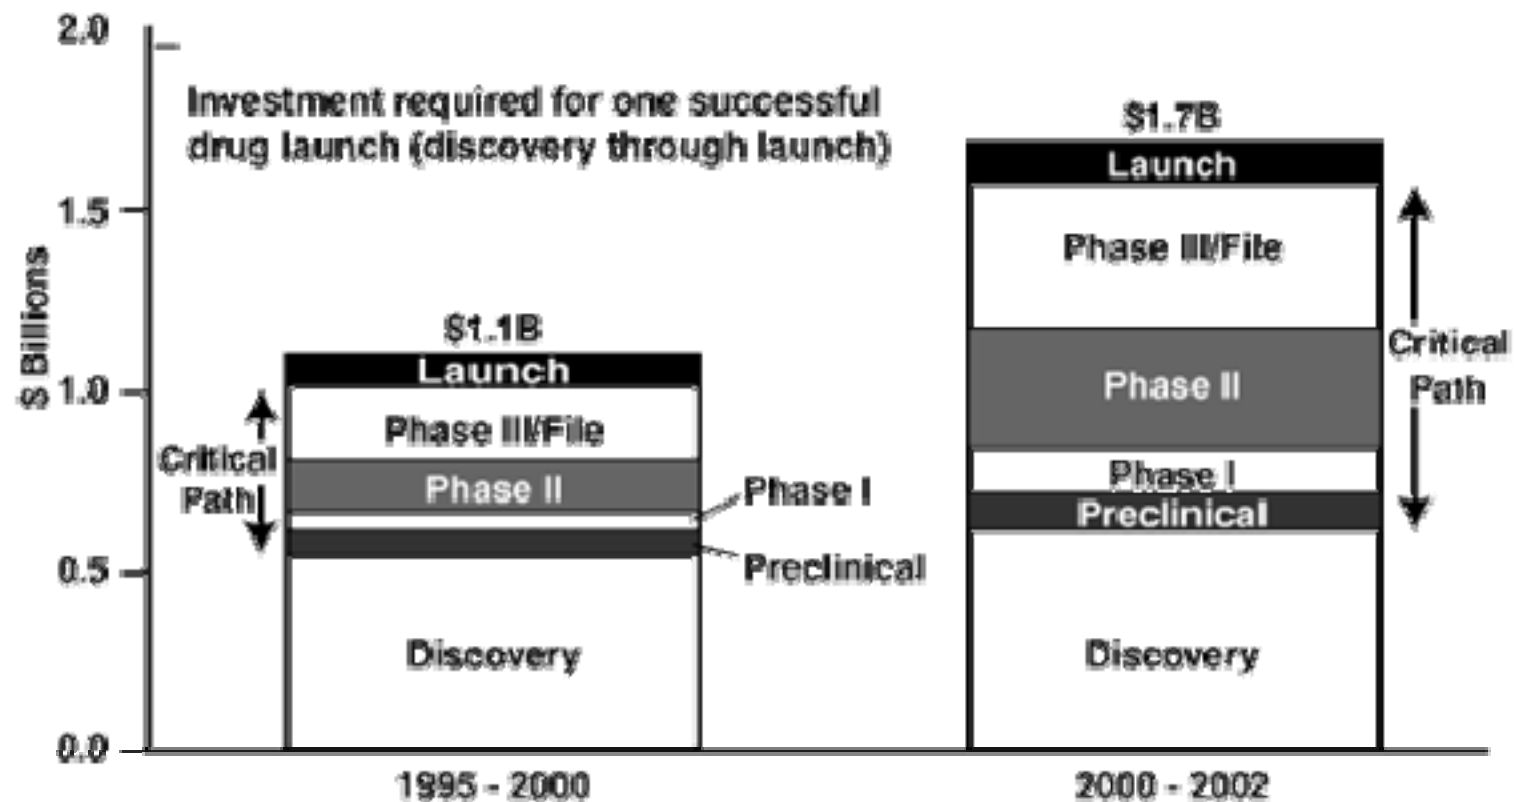 2.0
Investment required for one successful
drug launch (discovery through launch)
$1.7B
Launch
1.5
Phase III/File
$ Billions
$1.1B
Critical
Path
Launch
1.0
Phase II
Phase III/File
Critical
Path
Phase II
Phase I
Phase I
Preclinical
0.5
Preclinical
Discovery
Discovery
0.0
1995 - 2000
2000 - 2002